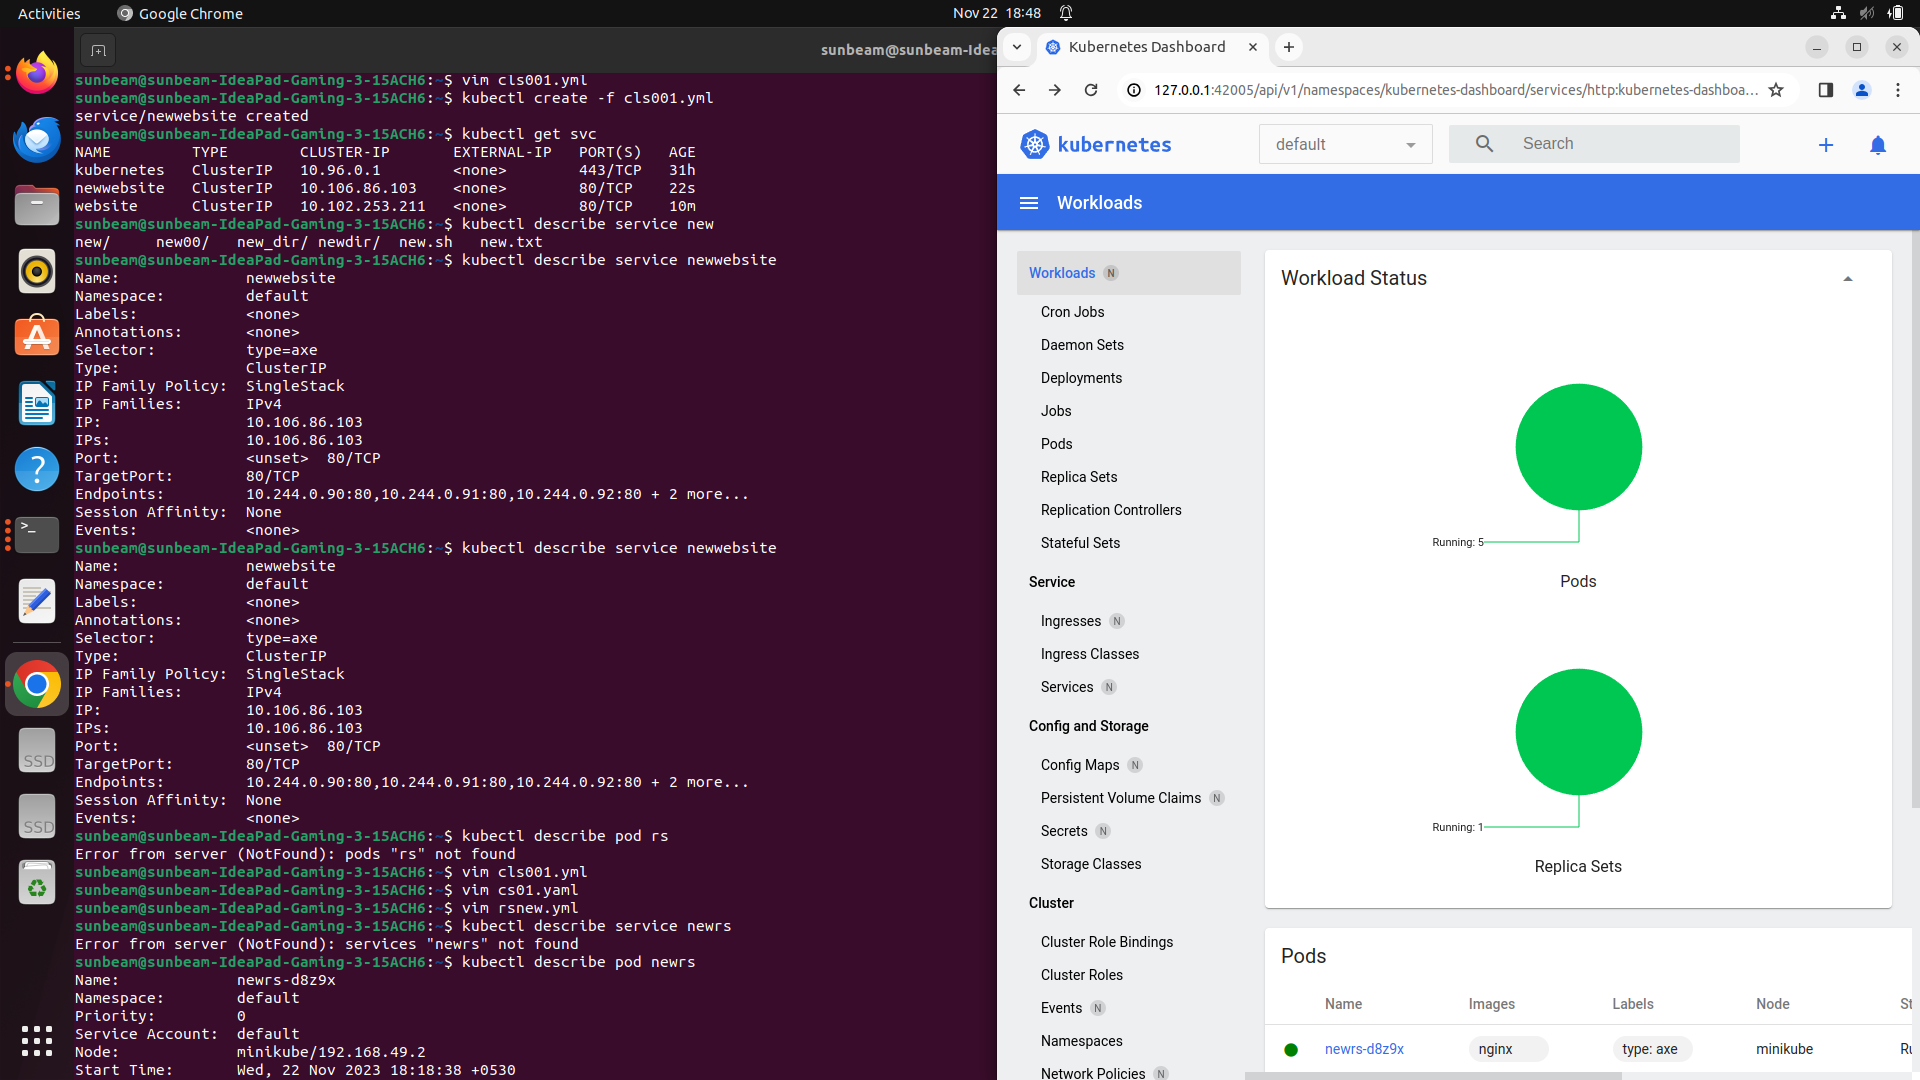 Activities
Google Chrome
Nov 22 18:48
sunbeam@sunbeam-Idea
sunbeam@sunbeam-IdeaPad-Gaming-3-15ACH6:~$ vim cls001.yml
sunbeam@sunbeam-IdeaPad-Gaming-3-15ACH6:~$ kubectl create -f cls001.yml
service/newwebsite created
sunbeam@sunbeam-IdeaPad-Gaming-3-15ACH6:~$ kubectl get svc
NAME TYPE CLUSTER-IP EXTERNAL-IP PORT(S) AGE
kubernetes ClusterIP 10.96.0.1 <none> 443/TCP 31h
newwebsite ClusterIP 10.106.86.103 <none> 80/TCP 22s
website ClusterIP 10.102.253.211 <none> 80/TCP 10m
sunbeam@sunbeam-IdeaPad-Gaming-3-15ACH6:~$ kubectl describe service new
new/ new00/ new_dir/ newdir/ new.sh new.txt
sunbeam@sunbeam-IdeaPad-Gaming-3-15ACH6:~$ kubectl describe service newwebsite
Name: newwebsite
Namespace: default
Labels: <none>
Annotations: <none>
Selector: type=axe
Type: ClusterIP
IP Family Policy: SingleStack
IP Families: IPv4
IP: 10.106.86.103
IPs: 10.106.86.103
Port: <unset> 80/TCP
TargetPort: 80/TCP
Endpoints: 10.244.0.90:80,10.244.0.91:80,10.244.0.92:80 + 2 more...
Session Affinity: None
Events: <none>
sunbeam@sunbeam-IdeaPad-Gaming-3-15ACH6:~$ kubectl describe service newwebsite
Name: newwebsite
Namespace: default
Labels: <none>
Annotations: <none>
Selector: type=axe
Type: ClusterIP
IP Family Policy: SingleStack
IP Families: IPv4
IP: 10.106.86.103
IPs: 10.106.86.103
Port: <unset> 80/TCP
TargetPort: 80/TCP
Endpoints: 10.244.0.90:80,10.244.0.91:80,10.244.0.92:80 + 2 more...
Session Affinity: None
Events: <none>
sunbeam@sunbeam-IdeaPad-Gaming-3-15ACH6:~$ kubectl describe pod rs
Error from server (NotFound): pods "rs" not found
sunbeam@sunbeam-IdeaPad-Gaming-3-15ACH6:~$ vim cls001.yml
sunbeam@sunbeam-IdeaPad-Gaming-3-15ACH6:~$ vim cs01.yaml
sunbeam@sunbeam-IdeaPad-Gaming-3-15ACH6:~$ vim rsnew.yml
sunbeam@sunbeam-IdeaPad-Gaming-3-15ACH6:~$ kubectl describe service newrs
Error from server (NotFound): services "newrs" not found
sunbeam@sunbeam-IdeaPad-Gaming-3-15ACH6:~$ kubectl describe pod newrs
Name: newrs-d8z9x
Namespace: default
Priority: 0
Service Account: default
Node: minikube/192.168.49.2
Start Time: Wed, 22 Nov 2023 18:18:38 +0530
>_
SSD
SSD
Kubernetes Dashboard
127.0.0.1:42005/api/v1/namespaces/kubernetes-dashboard/services/http:kubernetes-dashboa...
kubernetes
default
Search
Workloads
Workloads N
Cron Jobs
Daemon Sets
Deployments
Jobs
Pods
Replica Sets
Replication Controllers
Stateful Sets
Service
Ingresses N
Ingress Classes
Services N
Config and Storage
Config Maps N
Persistent Volume Claims N
Secrets N
Storage Classes
Cluster
Cluster Role Bindings
Cluster Roles
Events N
Namespaces
Network Policies N
Workload Status
Running: 5
Pods
Running: 1
Replica Sets
Pods
Name Images Labels Node St
newrs-d8z9x nginx type: axe minikube Ru